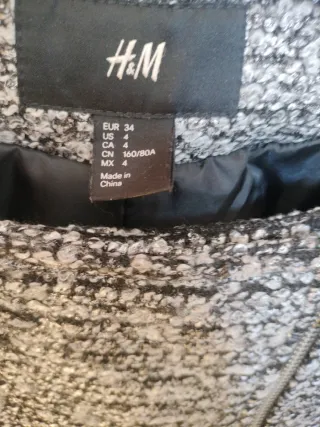 H&M
EUR 34
US 4
CA 4
CN 160/80A
MX 4
Made in
China